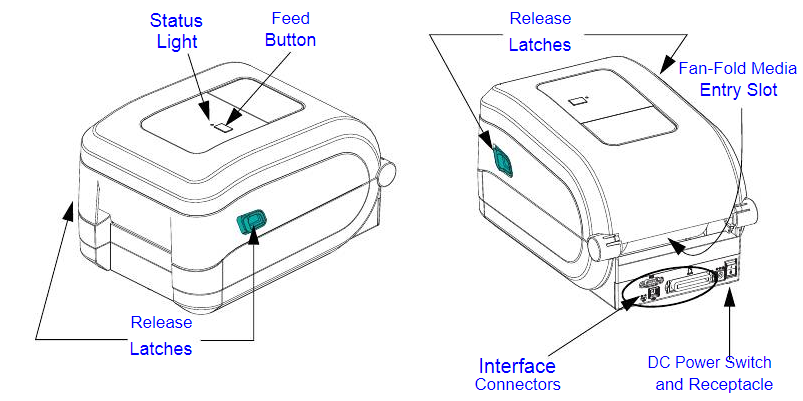 Status
Light
Feed
Button
Release
Latches
Release
Latches
Fan-Fold Media
Entry Slot
Interface
Connectors
DC Power Switch
and Receptacle